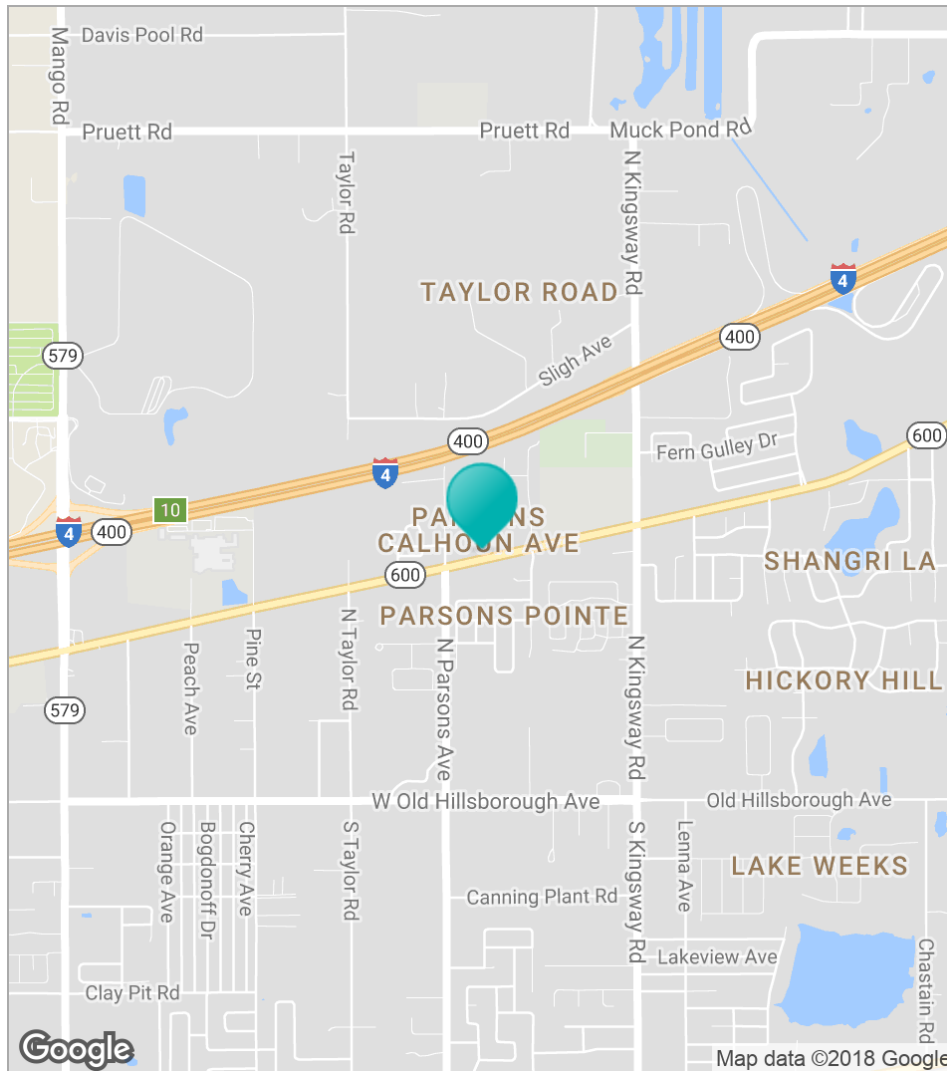 Davis Pool Rd
Mango Rd
Pruett Rd
Pruett Rd
Muck Pond Rd
Taylor Rd
N Kingsway Rd
TAYLOR ROAD
4
400
Sligh Ave
579
400
4
Fern Gulley Dr
600
10
4
400
PARSONS
CALHOUN AVE
SHANGRI LA
600
PARSONS POINTE
Peach Ave
Pine St
N Taylor Rd
N Parsons Ave
N Kingsway Rd
HICKORY HILL
579
W Old Hillsborough Ave
Old Hillsborough Ave
Orange Ave
Bogdonoff Dr
Cherry Ave
S Taylor Rd
S Kingsway Rd
Lenna Ave
LAKE WEEKS
Canning Plant Rd
Lakeview Ave
Chastain Rd
Clay Pit Rd
Google
Map data ©2018 Google